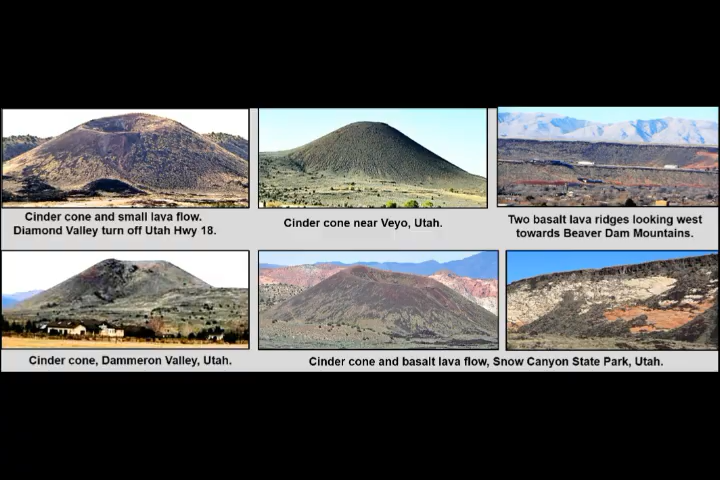 Cinder cone and small lava flow.
Diamond Valley turn off Utah Hwy 18.
Cinder cone near Veyo, Utah.
Two basalt lava ridges looking west
towards Beaver Dam Mountains.
Cinder cone, Dammeron Valley, Utah.
Cinder cone and basalt lava flow, Snow Canyon State Park, Utah.